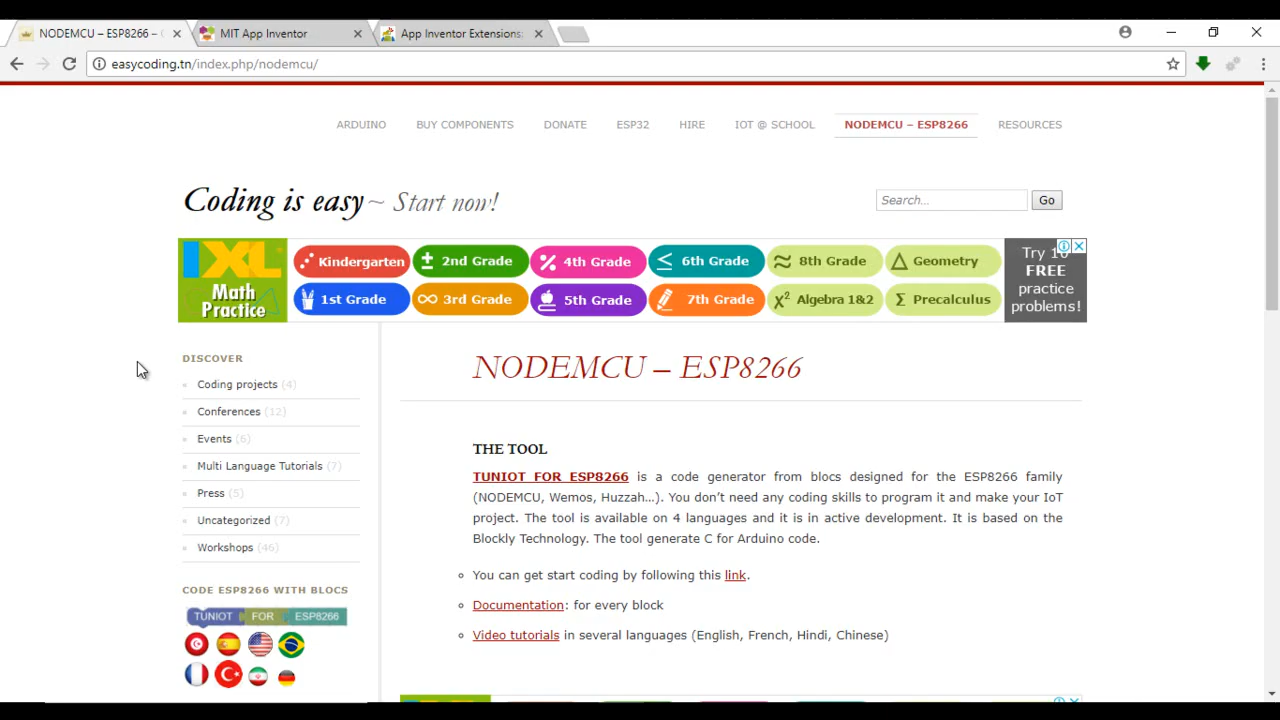 NODEMCU – ESP8266 –
MIT App Inventor
App Inventor Extensions:
easycoding.tn/index.php/nodemcu/
ARDUINO
BUY COMPONENTS
DONATE
ESP32
HIRE
IOT @ SCHOOL
NODEMCU – ESP8266
RESOURCES
Coding is easy ~ Start now!
Search...
Go
IXL
Math
Practice
Kindergarten
2nd Grade
4th Grade
6th Grade
8th Grade
Geometry
1st Grade
3rd Grade
5th Grade
7th Grade
Algebra 1&2
Precalculus
Try 10
FREE
practice
problems!
DISCOVER
Coding projects (4)
Conferences (12)
Events (6)
Multi Language Tutorials (7)
Press (5)
Uncategorized (7)
Workshops (46)
CODE ESP8266 WITH BLOCS
TUNIOT FOR ESP8266
NODEMCU – ESP8266
THE TOOL
TUNIOT FOR ESP8266 is a code generator from blocs designed for the ESP8266 family
(NODEMCU, Wemos, Huzzah...). You don't need any coding skills to program it and make your IoT
project. The tool is available on 4 languages and it is in active development. It is based on the
Blockly Technology. The tool generate C for Arduino code.
You can get start coding by following this link.
Documentation: for every block
Video tutorials in several languages (English, French, Hindi, Chinese)